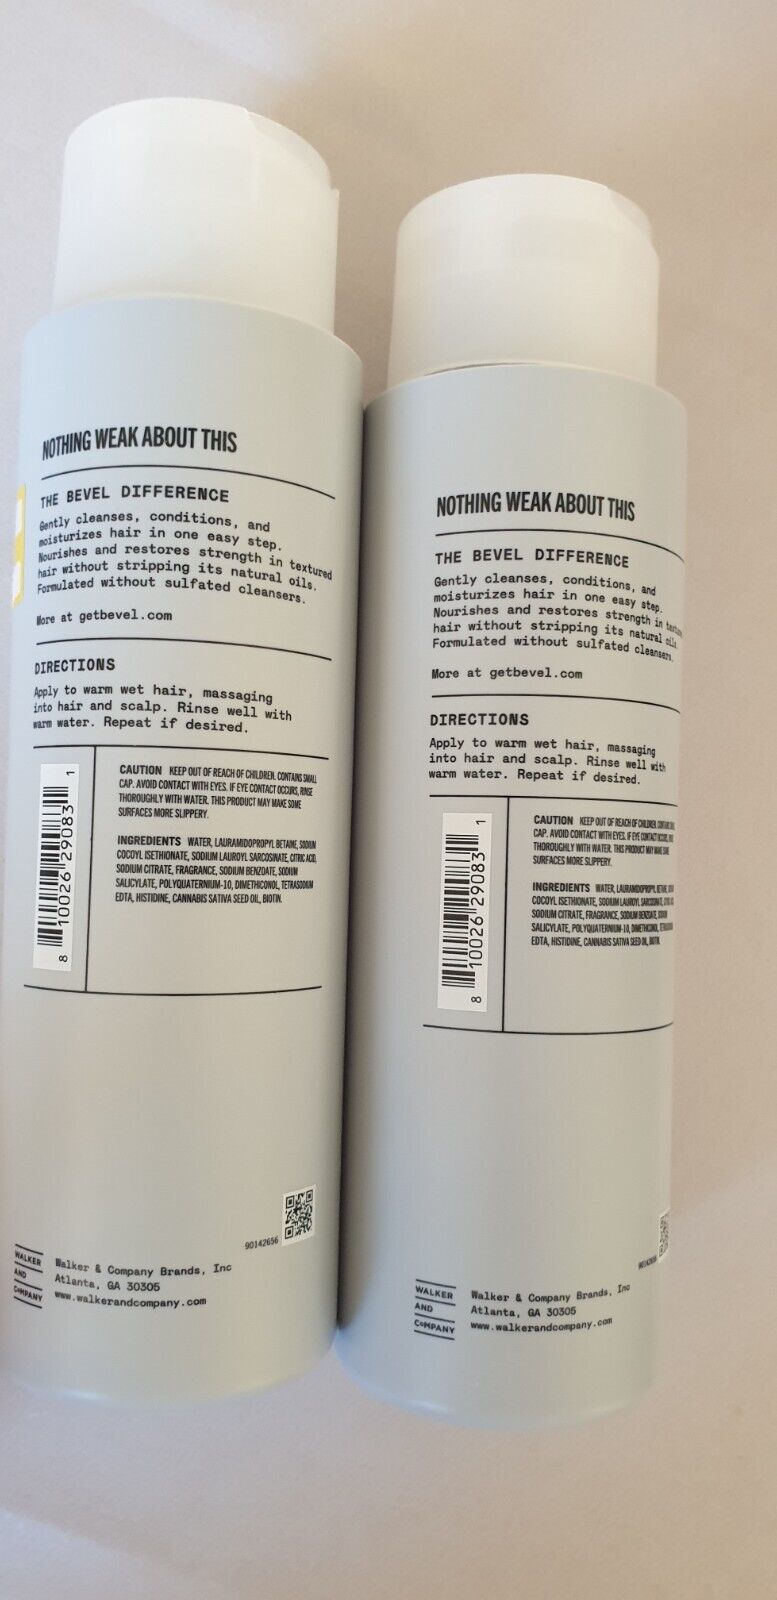 NOTHING WEAK ABOUT THIS
THE BEVEL DIFFERENCE
Gently cleanses, conditions, and
moisturizes hair in one easy step.
Nourishes and restores strength in textured
hair without stripping its natural oils.
Formulated without sulfated cleansers.
More at getbevel.com
DIRECTIONS
Apply to warm wet hair, massaging
into hair and scalp. Rinse well with
warm water. Repeat if desired.
CAUTION KEEP OUT OF REACH OF CHILDREN. CONTAINS SMALL
CAP. AVOID CONTACT WITH EYES. IF EYE CONTACT OCCURS, RINSE
THOROUGHLY WITH WATER. THIS PRODUCT MAY MAKE SOME
SURFACES MORE SLIPPERY.
INGREDIENTS WATER, LAURAMIDOPROPYL BETAINE, SODIUM
COCOYL ISETHIONATE, SODIUM LAUROYL SARCOSINATE, CITRIC ACID,
SODIUM CITRATE, FRAGRANCE, SODIUM BENZOATE, SODIUM
SALICYLATE, POLYQUATERNIUM-10, DIMETHICONOL, TETRASODIUM
EDTA, HISTIDINE, CANNABIS SATIVA SEED OIL, BIOTIN.
8 10026 29083 1
90142656
WALKER
AND
COMPANY
Walker & Company Brands, Inc
Atlanta, GA 30305
www.walkerandcompany.com
NOTHING WEAK ABOUT THIS
THE BEVEL DIFFERENCE
Gently cleanses, conditions, and
moisturizes hair in one easy step.
Nourishes and restores strength in
hair without stripping its natural oils.
Formulated without sulfated cleansers.
More at getbevel.com
DIRECTIONS
Apply to warm wet hair, massaging
into hair and scalp. Rinse well with
warm water. Repeat if desired.
CAUTION KEEP OUT OF REACH OF CHILDREN. CONTAINS
CAP. AVOID CONTACT WITH EYES. IF EYE CONTACT OCCURS,
THOROUGHLY WITH WATER. THIS PRODUCT MAY MAKE SOME
SURFACES MORE SLIPPERY.
INGREDIENTS WATER, LAURAMIDOPROPYL BETAINE,
COCOYL ISETHIONATE, SODIUM LAUROYL SARCOSINATE,
SODIUM CITRATE, FRAGRANCE, SODIUM BENZOATE, SODIUM
SALICYLATE, POLYQUATERNIUM-10, DIMETHICONOL,
EDTA, HISTIDINE, CANNABIS SATIVA SEED OIL, BIOTIN.
8 10026 29083 1
90142656
WALKER
AND
COMPANY
Walker & Company Brands, Inc
Atlanta, GA 30305
www.walkerandcompany.com